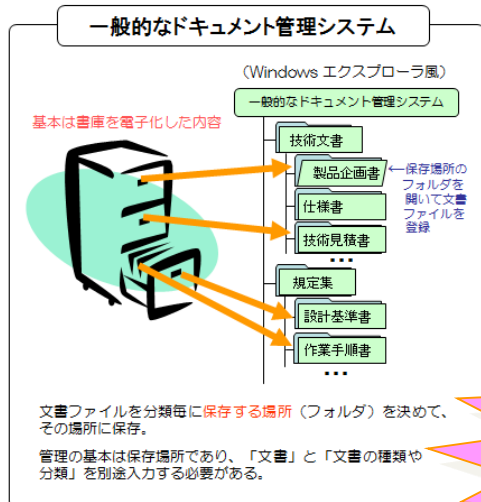 一般的なドキュメント管理システム
（Windows エクスプローラ風）
一般的なドキュメント管理システム
基本は書庫を電子化した内容
技術文書
製品企画書
←保存場所の
フォルダを
開いて文書
ファイルを
登録
仕様書
技術見積書
•••
規定集
設計基準書
作業手順書
•••
文書ファイルを分類毎に保存する場所（フォルダ）を決めて、
その場所に保存。
管理の基本は保存場所であり、「文書」と「文書の種類や
分類」を別途入力する必要がある。